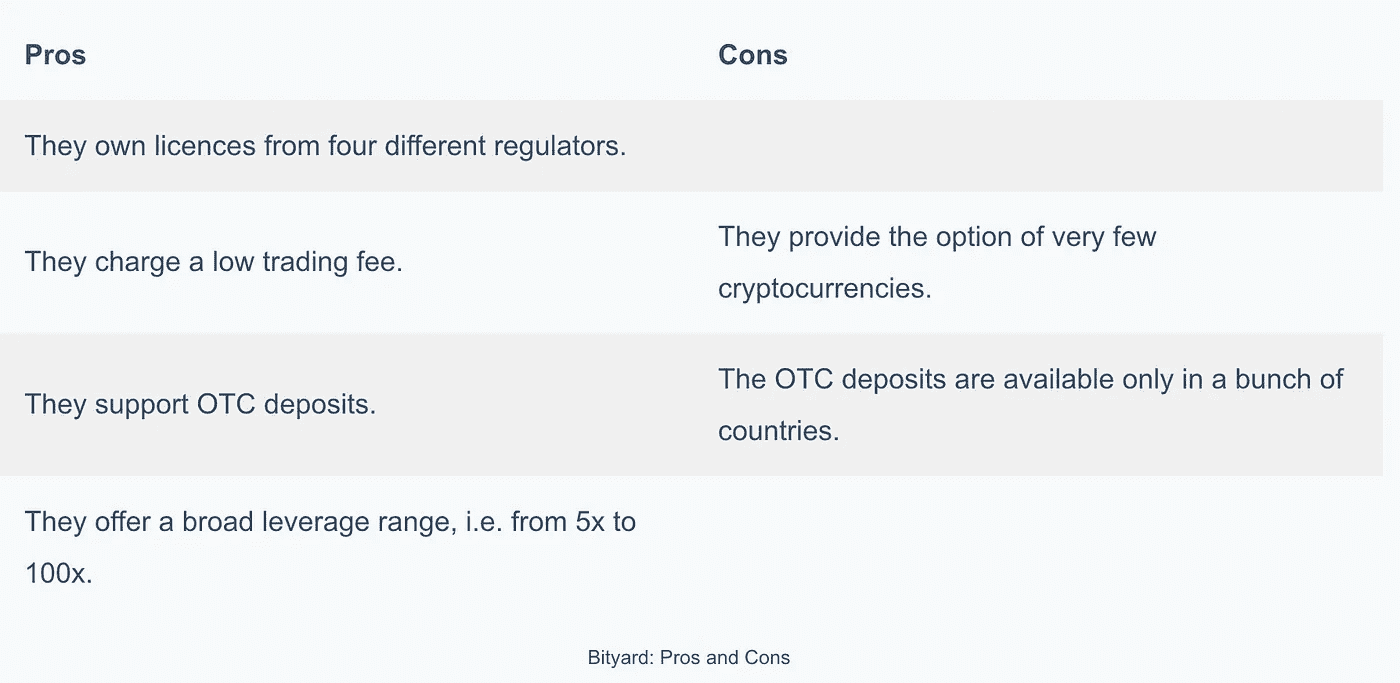 Pros
Cons
They own licences from four different regulators.
They charge a low trading fee.
They provide the option of very few
cryptocurrencies.
They support OTC deposits.
The OTC deposits are available only in a bunch of
countries.
They offer a broad leverage range, i.e. from 5x to
100x.
Bityard: Pros and Cons